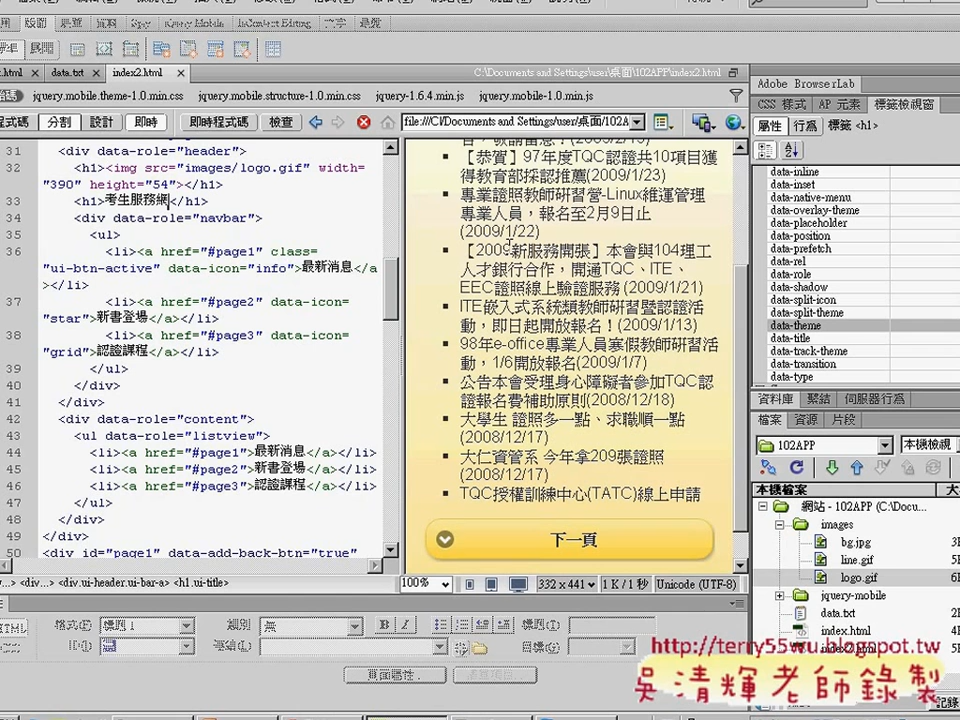 .html × data.txt × index2.html × C:\Documents and Settings\user\桌面\102APP\index2.html
jquery.mobile.theme-1.0.min.css jquery.mobile.structure-1.0.min.css jquery-1.6.4.min.js jquery.mobile-1.0.min.js
分割 設計 即時 即時程式碼 檢查 file:///C|/Documents and Settings/user/桌面/102A
31 <div data-role="header">
32 <h1><img src="images/logo.gif" width=
"390" height="54"></h1>
33 <h1>考生服務網</h1>
34 <div data-role="navbar">
35 <ul>
36 <li><a href="#page1" class=
"ui-btn-active" data-icon="info">最新消息</a
></li>
37 <li><a href="#page2" data-icon=
"star">新書登場</a></li>
38 <li><a href="#page3" data-icon=
"grid">認證課程</a></li>
39 </ul>
40 </div>
41 </div>
42 <div data-role="content">
43 <ul data-role="listview">
44 <li><a href="#page1">最新消息</a></li>
45 <li><a href="#page2">新書登場</a></li>
46 <li><a href="#page3">認證課程</a></li>
47 </ul>
48 </div>
49 </div>
50 <div id="page1" data-add-back-btn="true"
【恭賀】97年度TQC認證共10項目獲
得教育部採認推薦(2009/1/23)
專業證照教師研習營-Linux維運管理
專業人員，報名至2月9日止
(2009/1/22)
【2009新服務開張】本會與104理工
人才銀行合作，開通TQC、ITE、
EEC證照線上驗證服務 (2009/1/21)
ITE嵌入式系統類教師研習暨認證活
動，即日起開放報名！(2009/1/13)
98年e-office專業人員寒假教師研習活
動，1/6開放報名(2009/1/7)
公告本會受理身心障礙者參加TQC認
證報名費補助原則(2008/12/18)
大學生 證照多一點、求職順一點
(2008/12/17)
大仁資管系 今年拿209張證照
(2008/12/17)
TQC授權訓練中心(TATC)線上申請
下一頁
<div.ui-header.ui-bar-a> <h1.ui-title>
100% 332 x 441 1 K / 1 秒 Unicode (UTF-8)
Adobe BrowserLab
CSS 樣式 AP 元素 標籤檢視窗
屬性 行為 標籤 <h1>
data-inline
data-inset
data-native-menu
data-overlay-theme
data-placeholder
data-position
data-prefetch
data-rel
data-role
data-shadow
data-split-icon
data-split-theme
data-theme
data-title
data-track-theme
data-transition
data-type
資料庫 繫結 伺服器行為
檔案 資源 片段
102APP 本機檢視
本機檔案
網站 - 102APP (C:\Docu...
images
bg.jpg
line.gif
logo.gif
jquery-mobile
data.txt
index.html
格式(F) 標題 1 類別 無 B I 標題(T)
頁面屬性...
http://terry55wu.blogspot.tw
吳清輝老師錄製